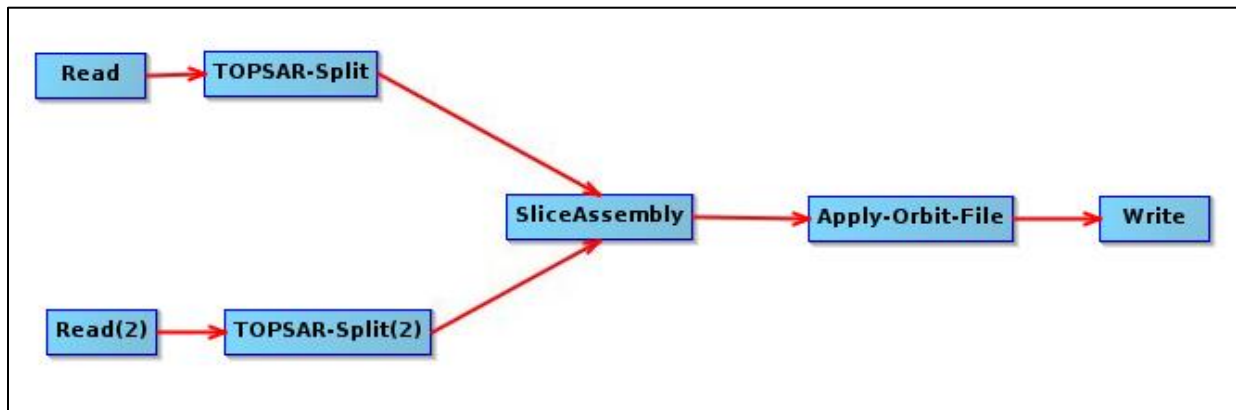 Read
TOPSAR-Split
SliceAssembly
Apply-Orbit-File
Write
Read(2)
TOPSAR-Split(2)